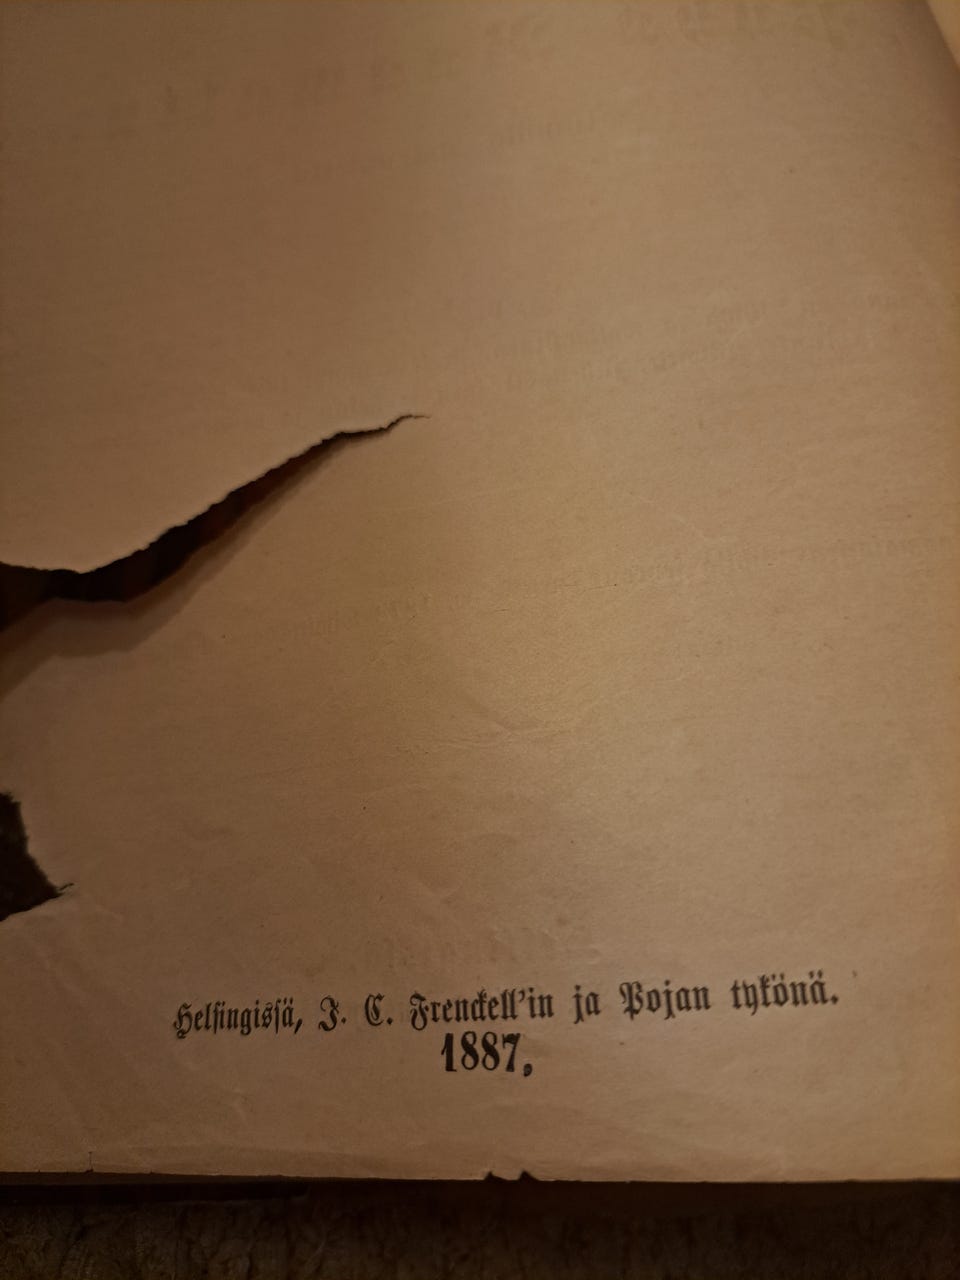 Helsingissä, J. C. Frenckell'in ja Pojan tykönä.
1887.